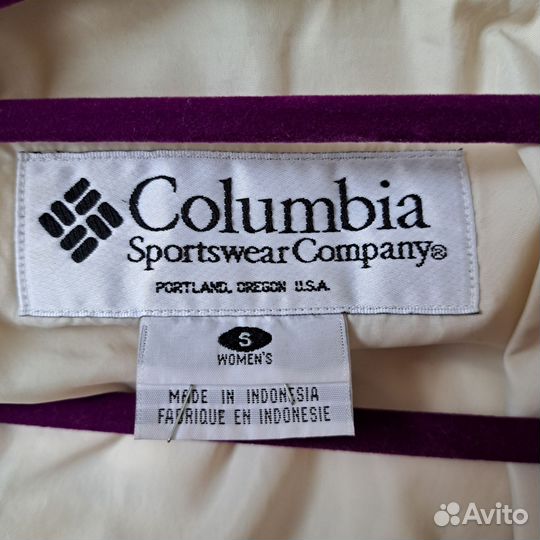 Columbia
Sportswear Company®
PORTLAND, OREGON U.S.A.
S
WOMEN'S
MADE IN INDONESIA
FABRIQUE EN INDONESIE
Avito